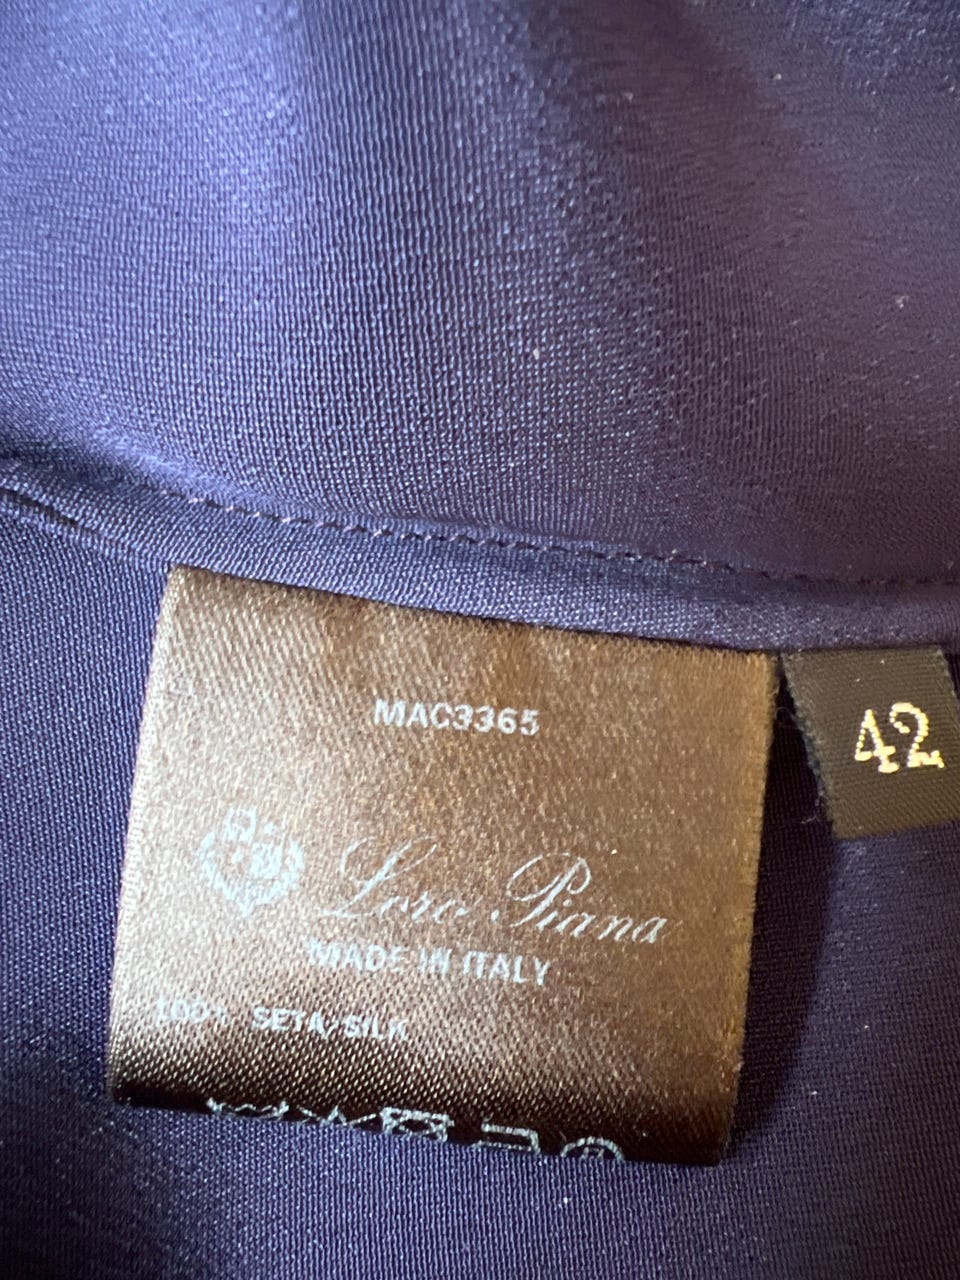 MAC3365
42
Loro Piana
MADE IN ITALY
100% SETA/SILK